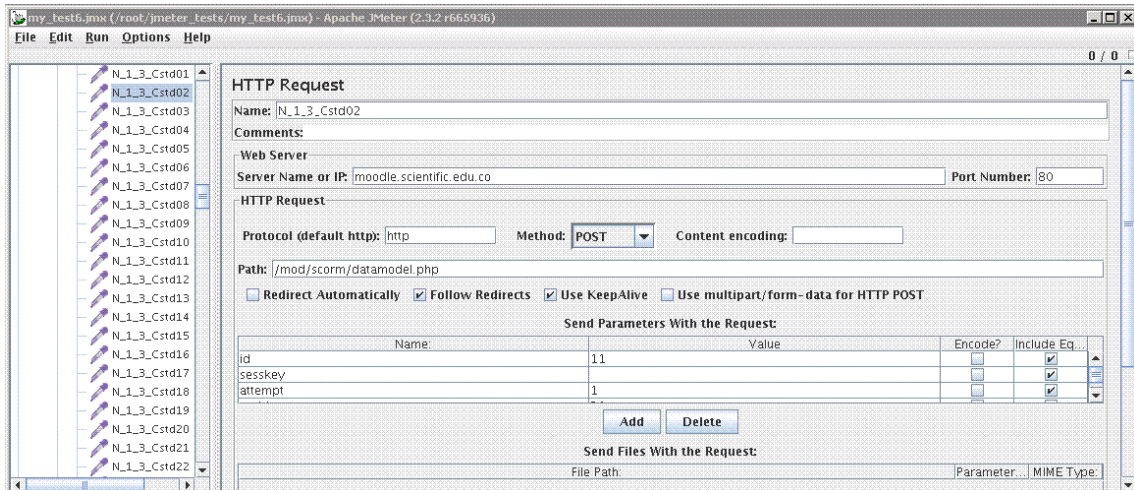 my_test6.jmx (/root/jmeter_tests/my_test6.jmx) - Apache JMeter (2.3.2 r665936)
File Edit Run Options Help
0 / 0
N_1_3_Cstd01
N_1_3_Cstd02
N_1_3_Cstd03
N_1_3_Cstd04
N_1_3_Cstd05
N_1_3_Cstd06
N_1_3_Cstd07
N_1_3_Cstd08
N_1_3_Cstd09
N_1_3_Cstd10
N_1_3_Cstd11
N_1_3_Cstd12
N_1_3_Cstd13
N_1_3_Cstd14
N_1_3_Cstd15
N_1_3_Cstd16
N_1_3_Cstd17
N_1_3_Cstd18
N_1_3_Cstd19
N_1_3_Cstd20
N_1_3_Cstd21
N_1_3_Cstd22
HTTP Request
Name: N_1_3_Cstd02
Comments:
Web Server
Server Name or IP: moodle.scientific.edu.co Port Number: 80
HTTP Request
Protocol (default http): http Method: POST Content encoding:
Path: /mod/scorm/datamodel.php
Redirect Automatically Follow Redirects Use KeepAlive Use multipart/form-data for HTTP POST
Send Parameters With the Request:
Name: Value Encode? Include Eq...
id 11
sesskey
attempt 1
Add Delete
Send Files With the Request:
File Path: Parameter... MIME Type: